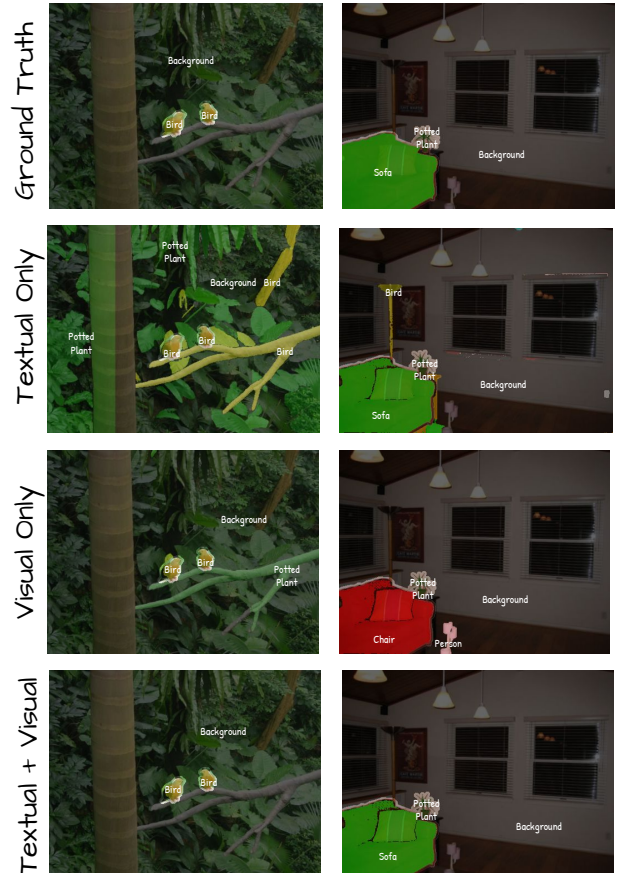 Ground Truth
Background
Bird
Bird
Potted
Plant
Sofa
Background
Textual Only
Potted
Plant
Background
Bird
Potted
Plant
Bird
Bird
Bird
Bird
Potted
Plant
Sofa
Background
Visual Only
Background
Bird
Bird
Potted
Plant
Potted
Plant
Background
Chair
Person
Textual + Visual
Background
Bird
Bird
Potted
Plant
Background
Sofa